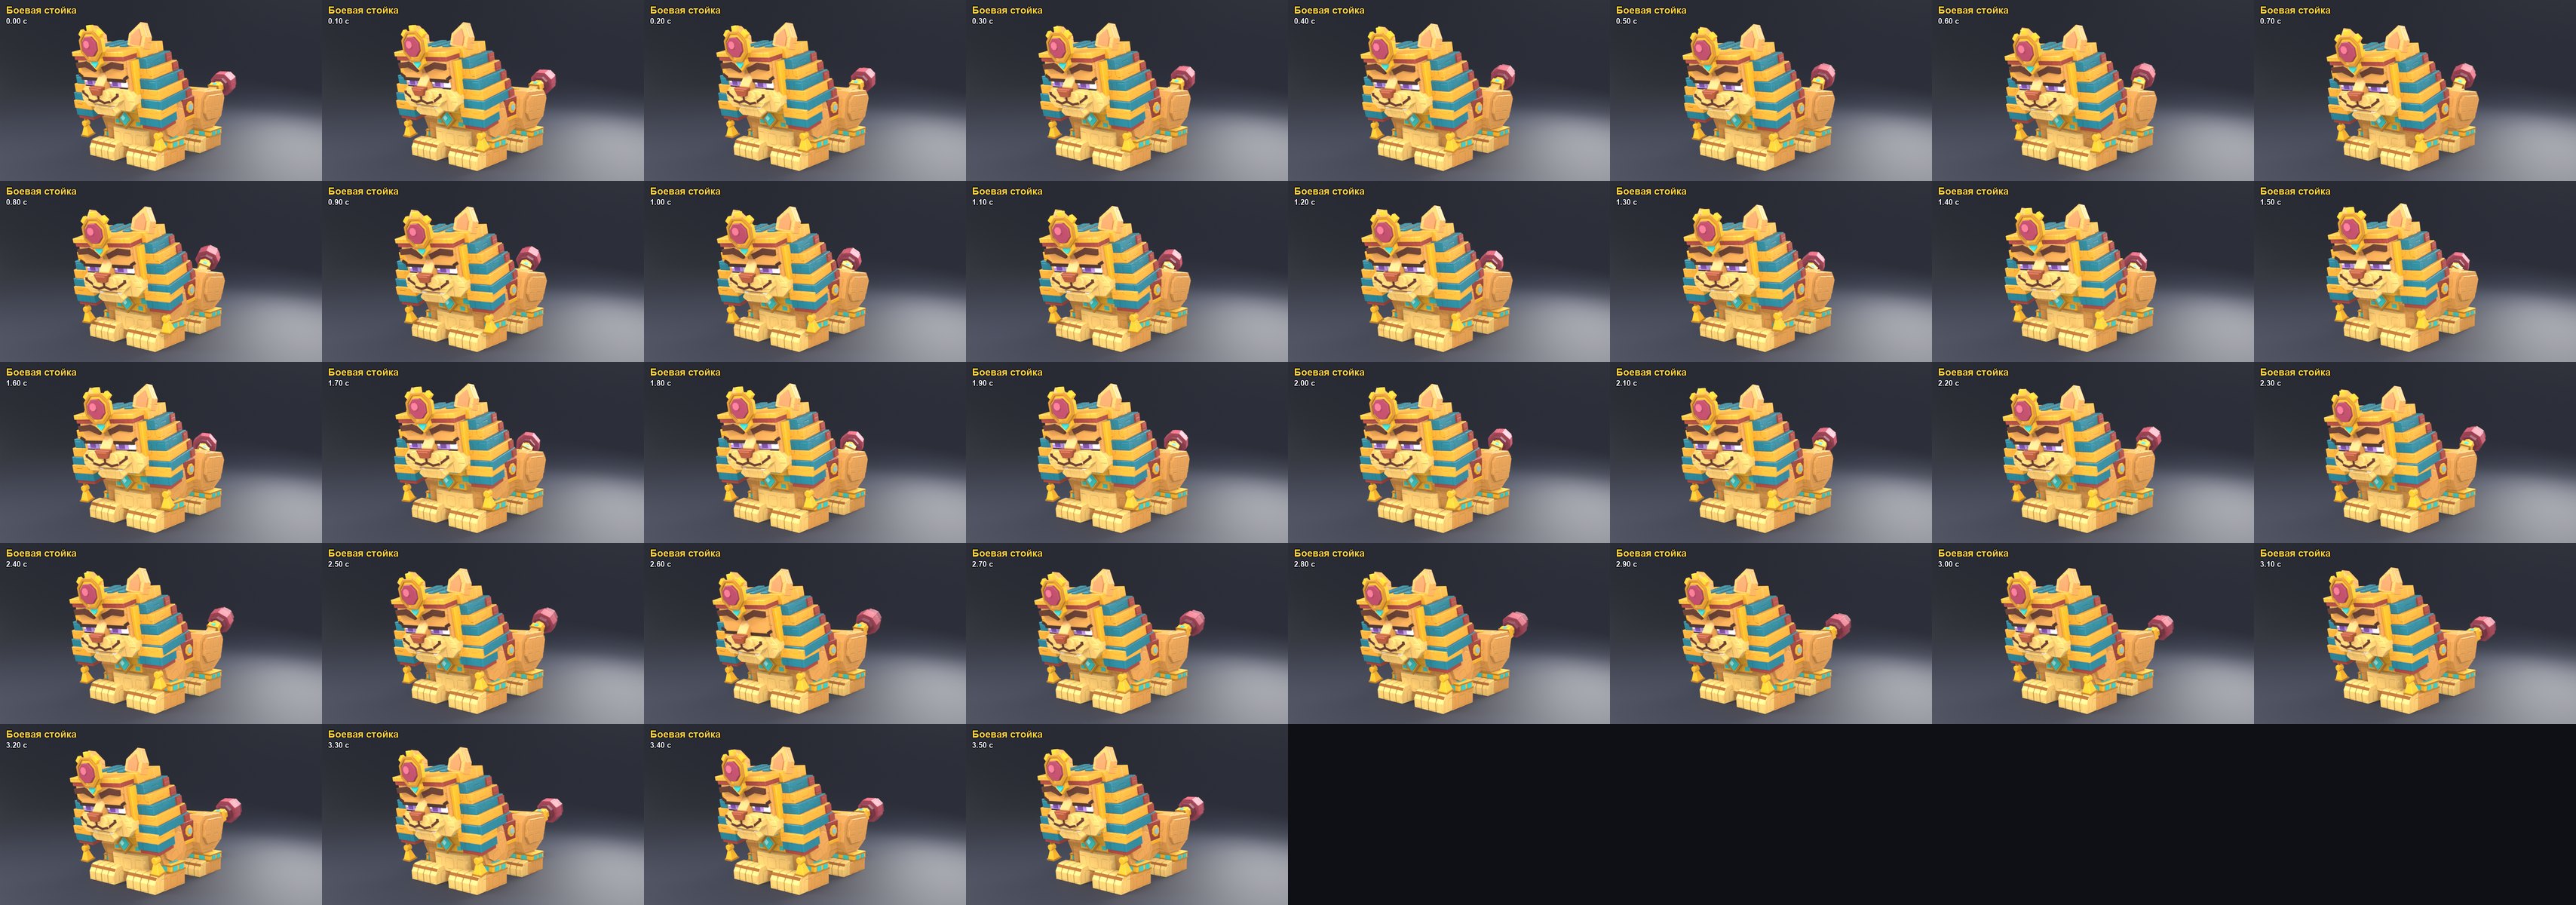 Боевая стойка
0.00 с
Боевая стойка
0.10 с
Боевая стойка
0.20 с
Боевая стойка
0.30 с
Боевая стойка
0.40 с
Боевая стойка
0.50 с
Боевая стойка
0.60 с
Боевая стойка
0.70 с
Боевая стойка
0.80 с
Боевая стойка
0.90 с
Боевая стойка
1.00 с
Боевая стойка
1.10 с
Боевая стойка
1.20 с
Боевая стойка
1.30 с
Боевая стойка
1.40 с
Боевая стойка
1.50 с
Боевая стойка
1.60 с
Боевая стойка
1.70 с
Боевая стойка
1.80 с
Боевая стойка
1.90 с
Боевая стойка
2.00 с
Боевая стойка
2.10 с
Боевая стойка
2.20 с
Боевая стойка
2.30 с
Боевая стойка
2.40 с
Боевая стойка
2.50 с
Боевая стойка
2.60 с
Боевая стойка
2.70 с
Боевая стойка
2.80 с
Боевая стойка
2.90 с
Боевая стойка
3.00 с
Боевая стойка
3.10 с
Боевая стойка
3.20 с
Боевая стойка
3.30 с
Боевая стойка
3.40 с
Боевая стойка
3.50 с